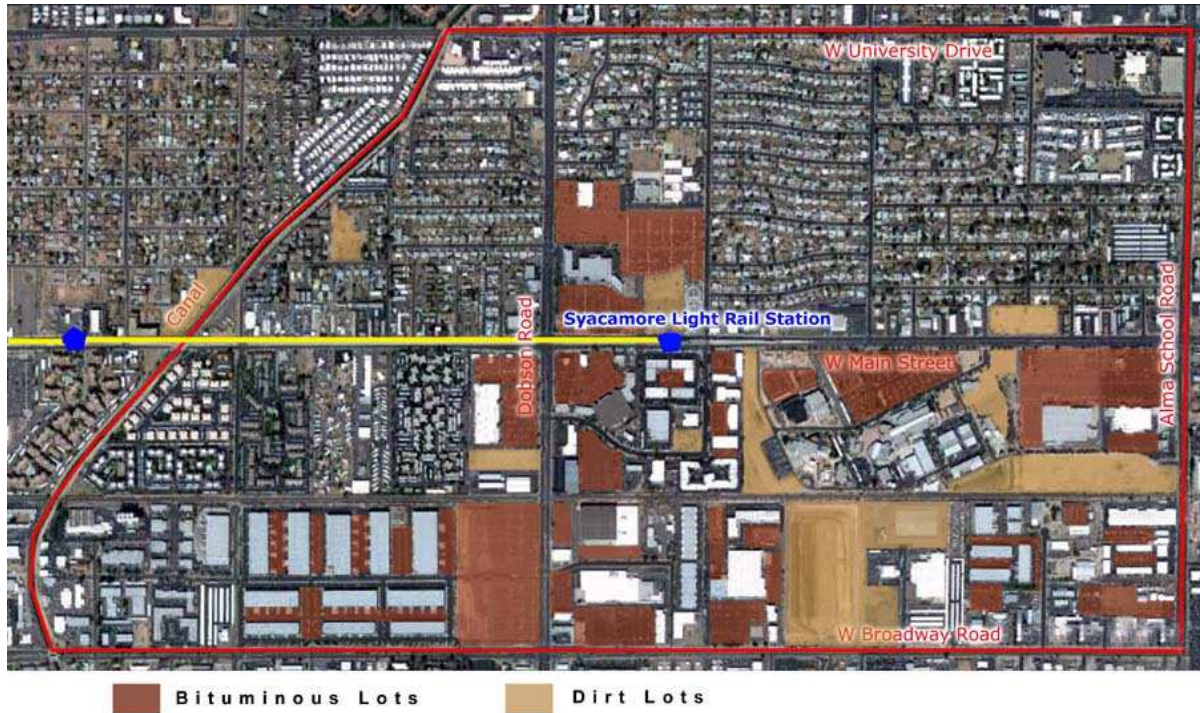 W University Drive
Canal
Dobson Road
Syacamore Light Rail Station
Alma School Road
W Main Street
W Broadway Road
Bituminous Lots
Dirt Lots